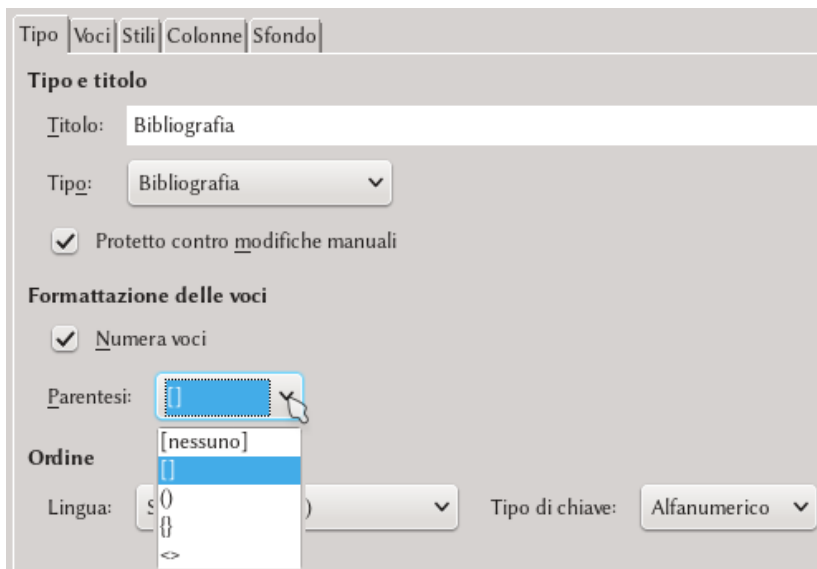 Tipo Voci Stili Colonne Sfondo
Tipo e titolo
Titolo: Bibliografia
Tipo: Bibliografia
Protetto contro modifiche manuali
Formattazione delle voci
Numera voci
Parentesi: []
[nessuno]
[]
()
{}
<>
Ordine
Lingua: ) Tipo di chiave: Alfanumerico